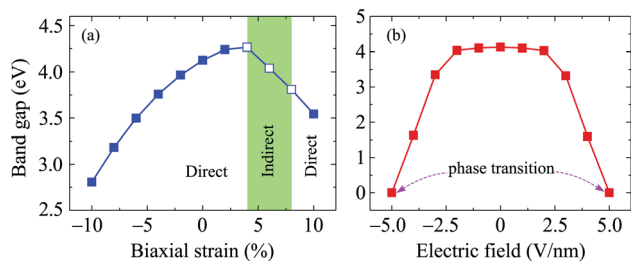 (a)
Band gap (eV)
4.5
4.0
3.5
3.0
2.5
Direct
Indirect
Direct
−10
−5
0
5
10
Biaxial strain (%)
(b)
5
4
3
2
1
0
phase transition
−5.0
−2.5
0
2.5
5.0
Electric field (V/nm)